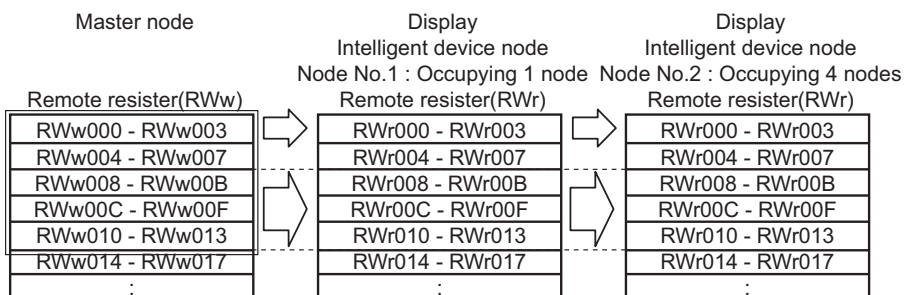 Master node Display Display
Intelligent device node Intelligent device node
Node No.1 : Occupying 1 node Node No.2 : Occupying 4 nodes
Remote resister(RWw) Remote resister(RWr) Remote resister(RWr)
RWw000 - RWw003 RWr000 - RWr003 RWr000 - RWr003
RWw004 - RWw007 RWr004 - RWr007 RWr004 - RWr007
RWw008 - RWw00B RWr008 - RWr00B RWr008 - RWr00B
RWw00C - RWw00F RWr00C - RWr00F RWr00C - RWr00F
RWw010 - RWw013 RWr010 - RWr013 RWr010 - RWr013
RWw014 - RWw017 RWr014 - RWr017 RWr014 - RWr017
: : :